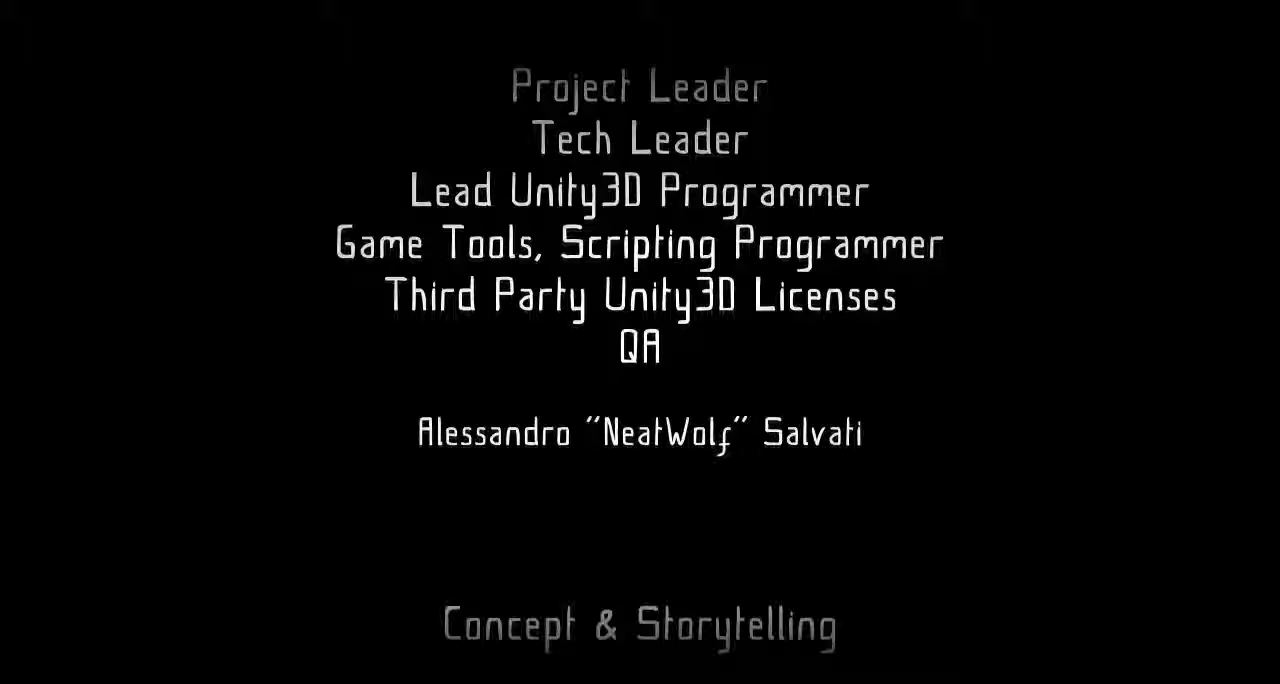 Project Leader
Tech Leader
Lead Unity3D Programmer
Game Tools, Scripting Programmer
Third Party Unity3D Licenses
QA
Alessandro "NeatWolf" Salvati
Concept & Storytelling